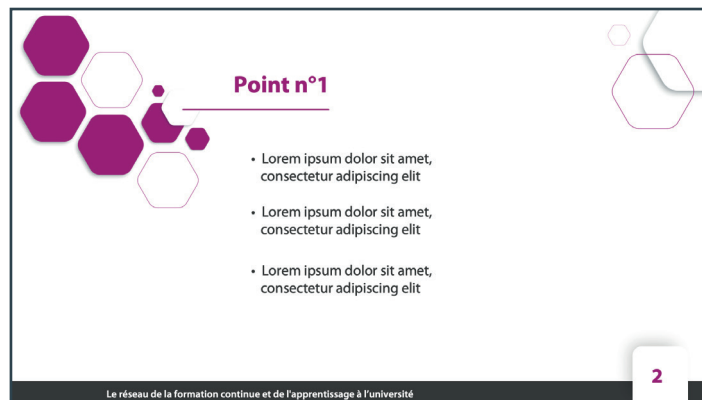 Point n°1
• Lorem ipsum dolor sit amet,
consectetur adipiscing elit
• Lorem ipsum dolor sit amet,
consectetur adipiscing elit
• Lorem ipsum dolor sit amet,
consectetur adipiscing elit
2
Le réseau de la formation continue et de l'apprentissage à l'université